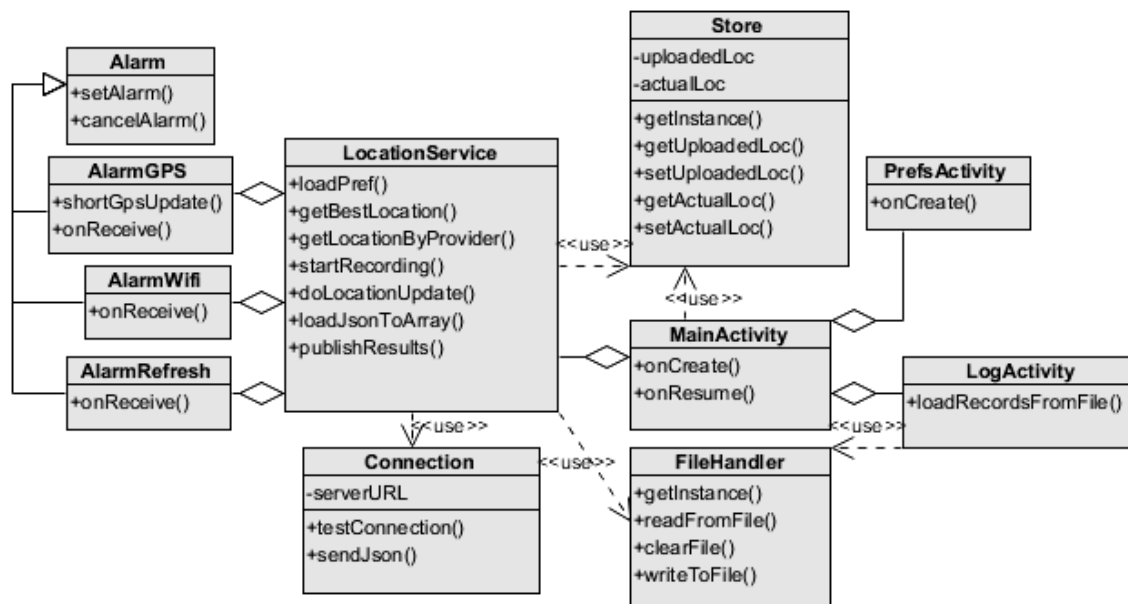 Store
-uploadedLoc
-actualLoc
+getInstance()
+getUploadedLoc()
+setUploadedLoc()
+getActualLoc()
+setActualLoc()
Alarm
+setAlarm()
+cancelAlarm()
AlarmGPS
+shortGpsUpdate()
+onReceive()
AlarmWifi
+onReceive()
AlarmRefresh
+onReceive()
LocationService
+loadPref()
+getBestLocation()
+getLocationByProvider()
+startRecording()
+doLocationUpdate()
+loadJsonToArray()
+publishResults()
<<use>>
<<use>>
PrefsActivity
+onCreate()
MainActivity
+onCreate()
+onResume()
LogActivity
+loadRecordsFromFile()
<<use>>
<<use>>
<<use>>
Connection
-serverURL
+testConnection()
+sendJson()
FileHandler
+getInstance()
+readFromFile()
+clearFile()
+writeToFile()